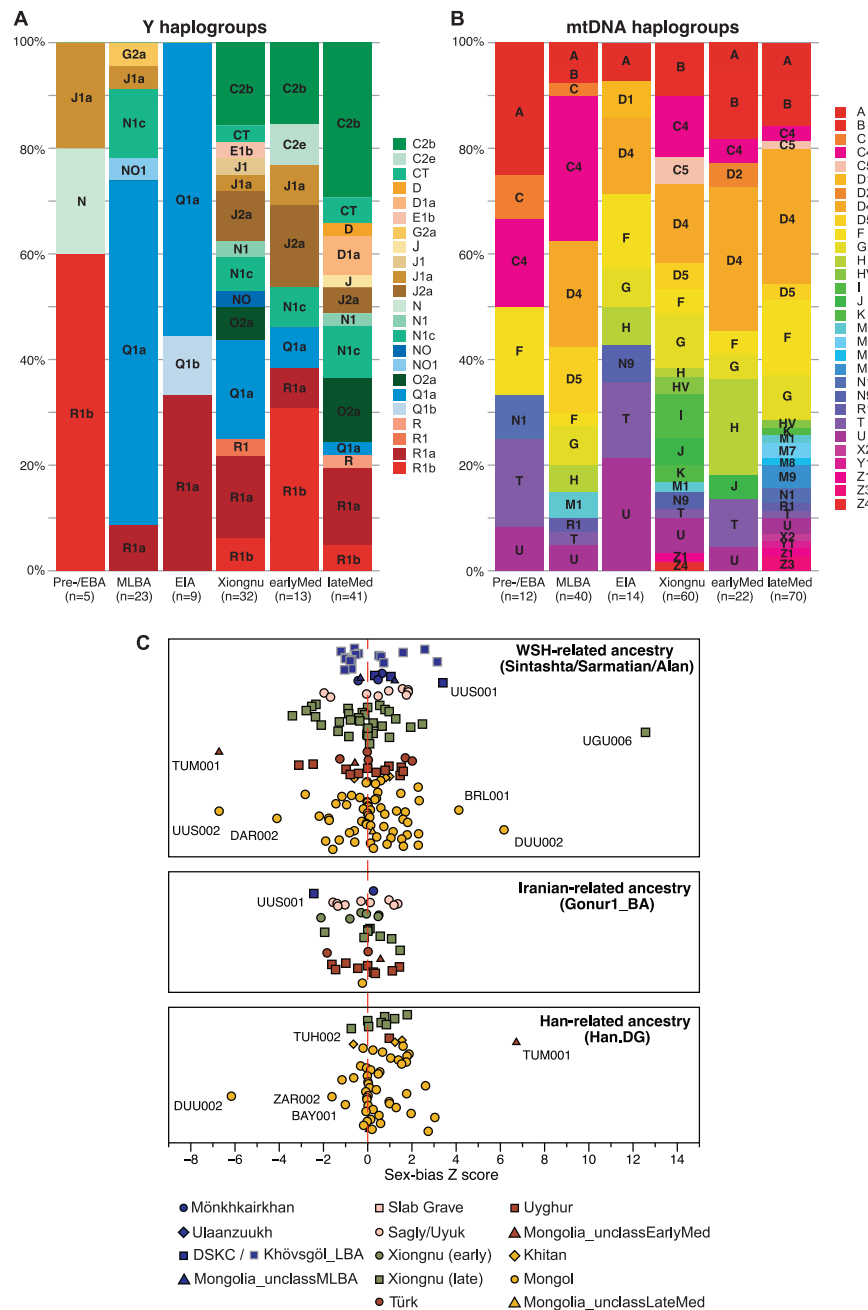 A
Y haplogroups
100%
80%
60%
40%
20%
0%
J1a
N
R1b
G2a
J1a
N1c
NO1
Q1a
R1a
Q1a
Q1b
R1a
C2b
CT
E1b
J1
J1a
J2a
N1
N1c
NO
O2a
Q1a
R1
R1a
R1b
C2b
C2e
J1a
J2a
N1c
Q1a
R1a
R1b
C2b
CT
D
D1a
J
J2a
N1
N1c
O2a
Q1a
R
R1a
R1b
Pre-/EBA MLBA EIA Xiongnu earlyMed lateMed
(n=5) (n=23) (n=9) (n=32) (n=13) (n=41)
C2b
C2e
CT
D
D1a
E1b
G2a
J
J1
J1a
J2a
N
N1
N1c
NO
NO1
O2a
Q1a
Q1b
R
R1
R1a
R1b
B
mtDNA haplogroups
100%
80%
60%
40%
20%
0%
A
C
C4
F
N1
T
U
A
B
C
C4
D4
D5
F
G
H
M1
R1
T
U
A
D1
D4
F
G
H
N9
T
U
B
C4
C5
D4
D5
F
G
H
HV
I
J
K
M1
N9
T
U
Z1
Z4
A
B
C4
D2
D4
F
G
H
J
T
U
A
B
C4
C5
D4
D5
F
G
HV
K
M1
M7
M8
M9
N1
R1
T
U
X2
Y1
Z1
Z3
Pre-/EBA MLBA EIA Xiongnu earlyMed lateMed
(n=12) (n=40) (n=14) (n=60) (n=22) (n=70)
A
B
C
F
G
H
I
J
K
M
M
M
M
T
U
C
WSH-related ancestry
(Sintashta/Sarmatian/Alan)
UUS001
UGU006
TUM001
BRL001
UUS002
DAR002
DUU002
Iranian-related ancestry
(Gonur1_BA)
UUS001
Han-related ancestry
(Han.DG)
TUH002
TUM001
DUU002
ZAR002
BAY001
−8 −6 −4 −2 0 2 4 6 8 10 12 14
Sex-bias Z score
Mönkhkairkhan
Ulaanzuukh
DSKC / Khövsgöl_LBA
Mongolia_unclassMLBA
Slab Grave
Sagly/Uyuk
Xiongnu (early)
Xiongnu (late)
Türk
Uyghur
Mongolia_unclassEarlyMed
Khitan
Mongol
Mongolia_unclassLateMed